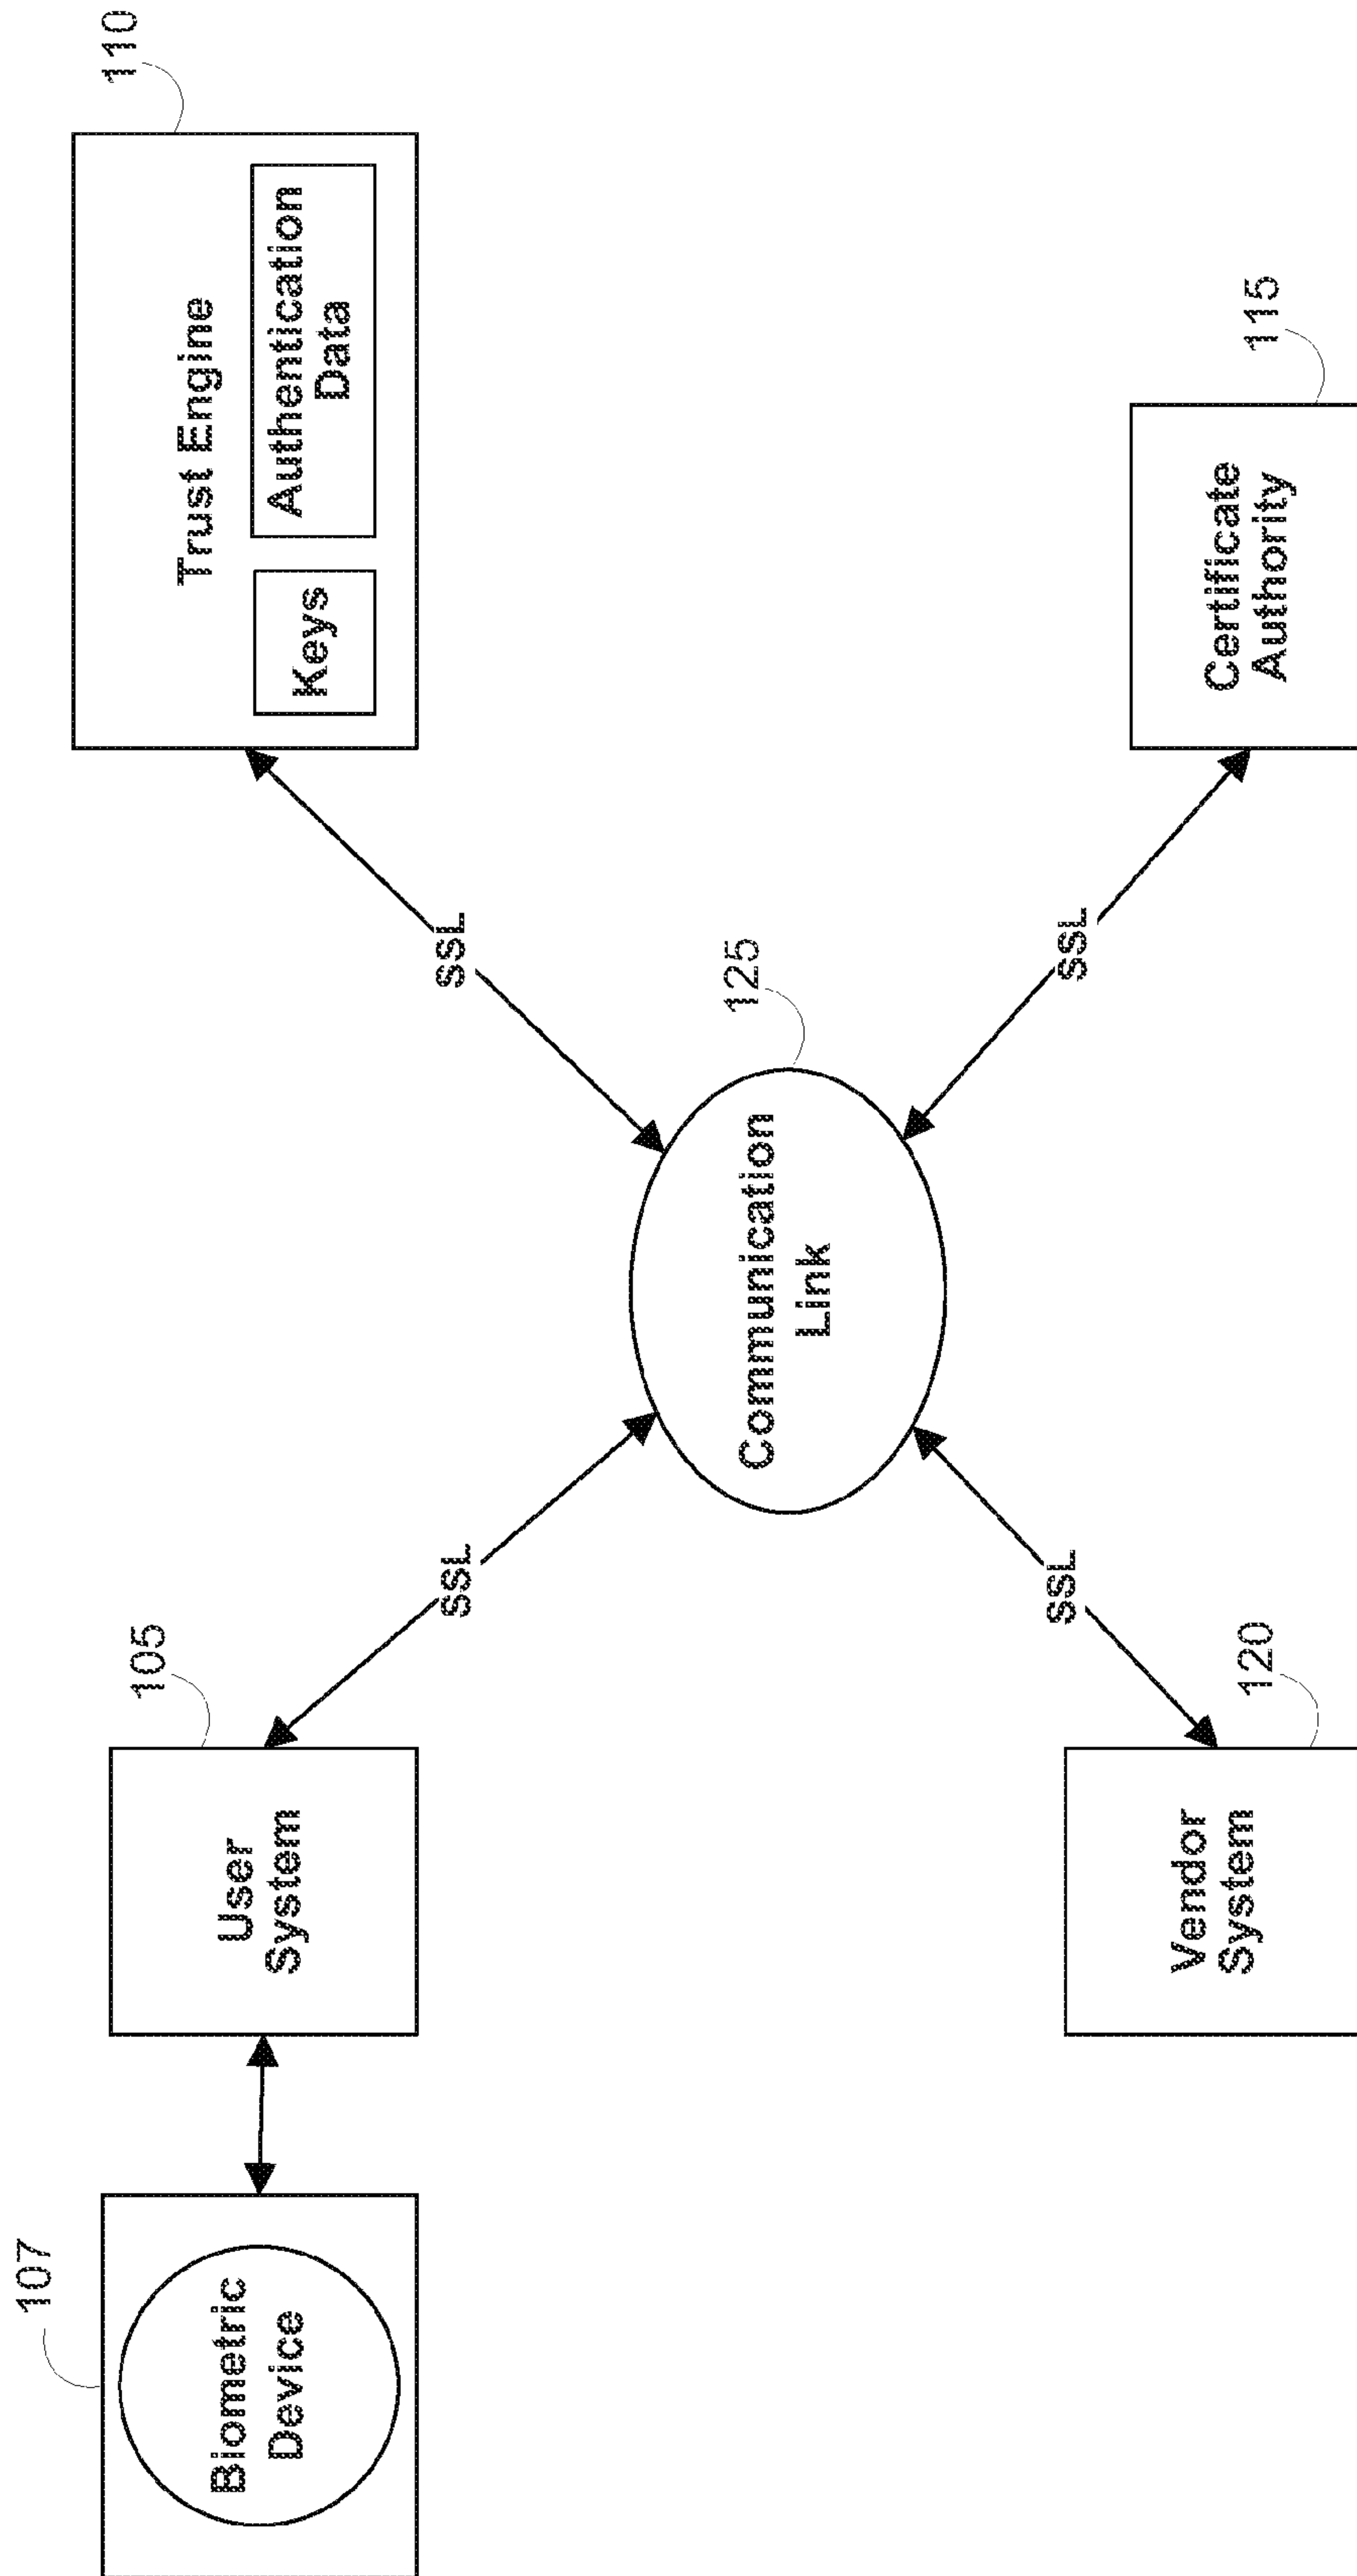 107
Biometric
Device
105
User
System
SSL
110
Trust Engine
Keys
Authentication
Data
SSL
125
Communication
Link
120
Vendor
System
SSL
115
Certificate
Authority
SSL